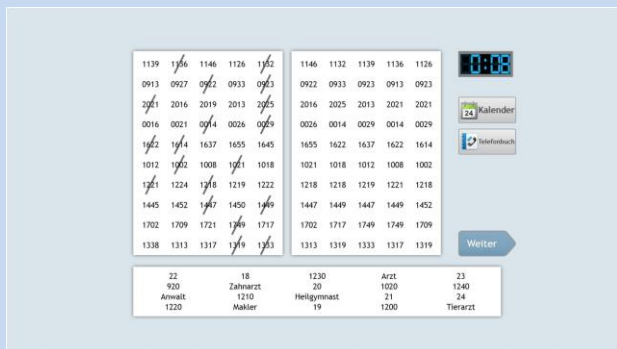 1139 1136 1146 1126 1132
0913 0927 0922 0933 0923
2021 2016 2019 2013 2025
0016 0021 0014 0026 0029
1622 1614 1637 1655 1645
1012 1002 1008 1021 1018
1221 1224 1218 1219 1222
1445 1452 1447 1450 1449
1702 1709 1721 1749 1717
1338 1313 1317 1319 1333
1146 1132 1139 1136 1126
0922 0933 0923 0913 0923
2016 2025 2013 2021 2021
0026 0014 0029 0014 0029
1655 1622 1637 1622 1614
1021 1018 1012 1008 1002
1218 1218 1219 1221 1218
1447 1449 1447 1449 1452
1702 1717 1749 1749 1709
1313 1319 1333 1317 1319
-0:08
24 Kalender
Telefonbuch
Weiter
22 18 1230 Arzt 23
920 Zahnarzt 20 1020 1240
Anwalt 1210 Heilgymnast 21 24
1220 Makler 19 1200 Tierarzt